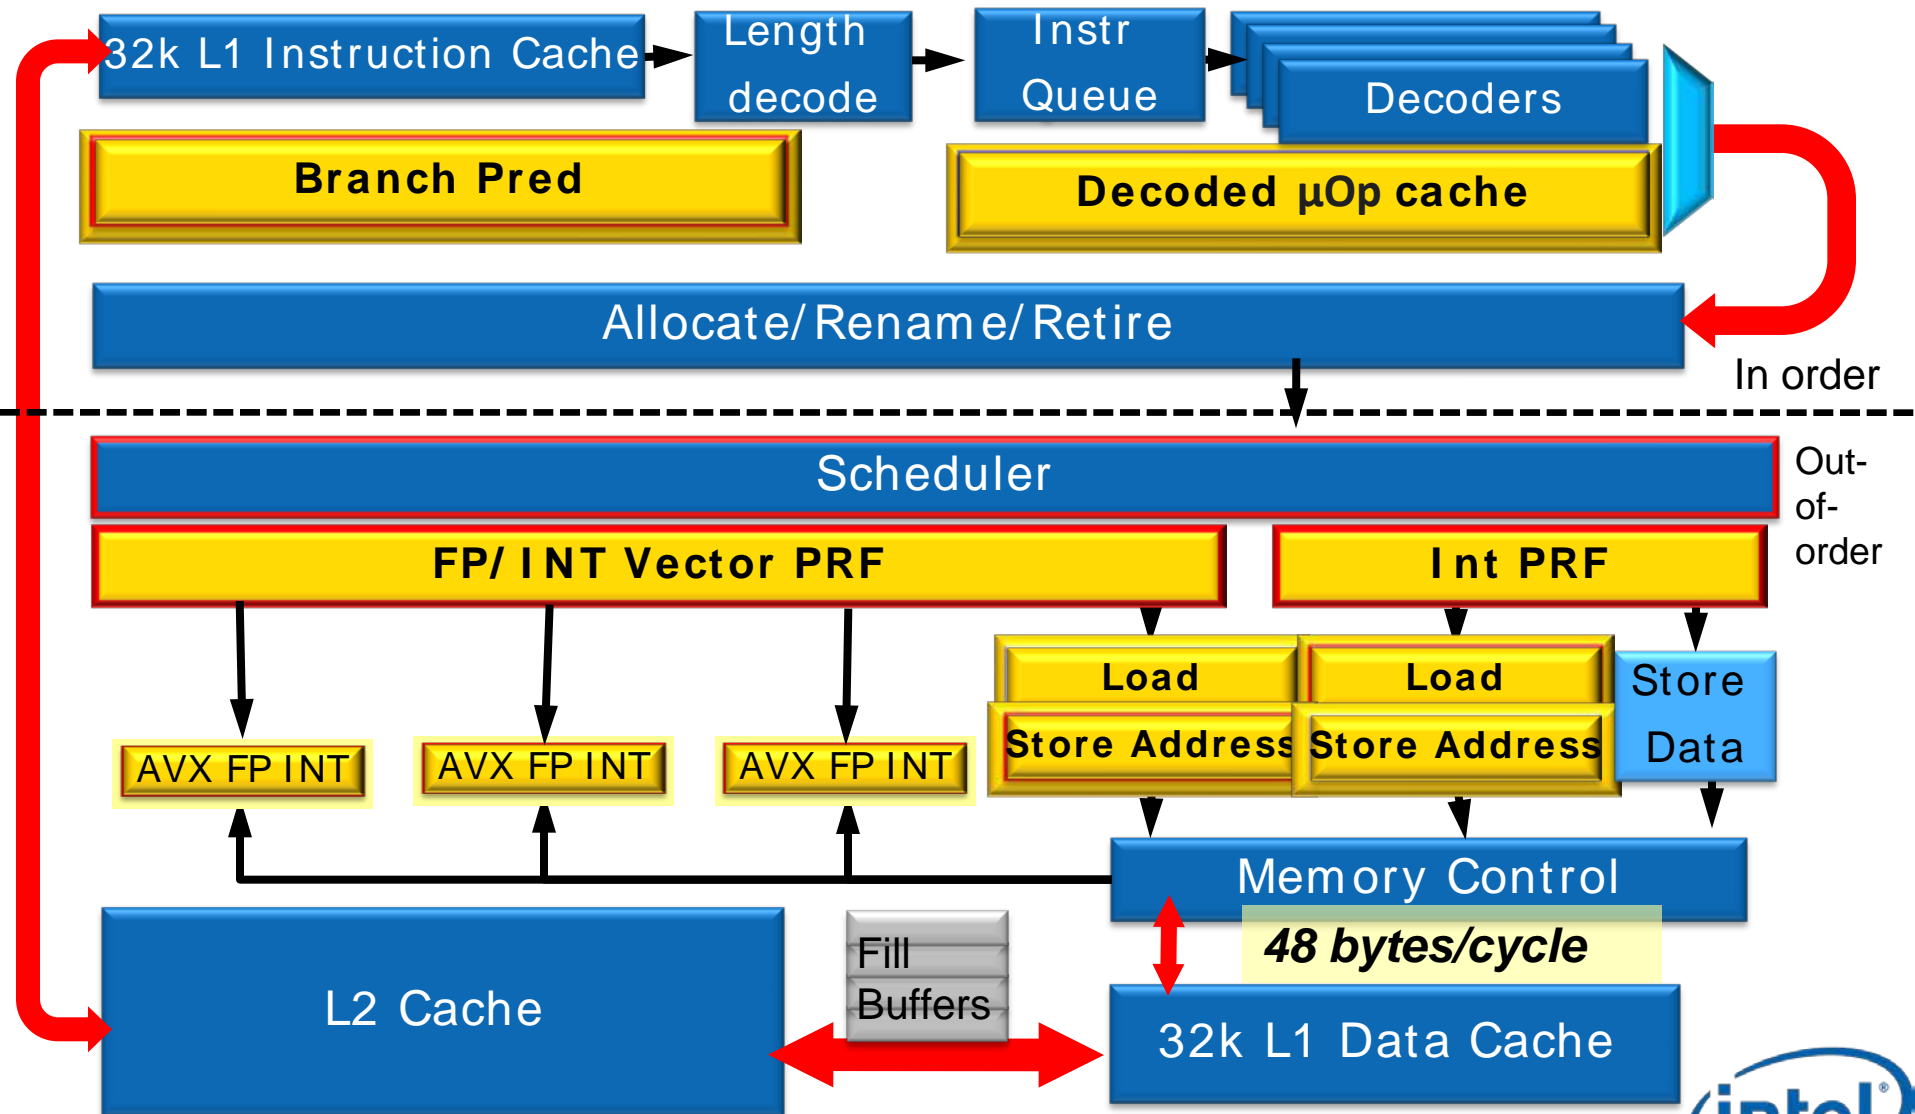 32k L1 Instruction Cache
Length
decode
Instr
Queue
Decoders
Branch Pred
Decoded µOp cache
Allocate/Rename/Retire
In order
Scheduler
Out-
of-
order
FP/INT Vector PRF
Int PRF
Load
Load
Store
Data
Store Address
Store Address
AVX FP INT
AVX FP INT
AVX FP INT
Memory Control
48 bytes/cycle
Fill
Buffers
L2 Cache
32k L1 Data Cache
intel®